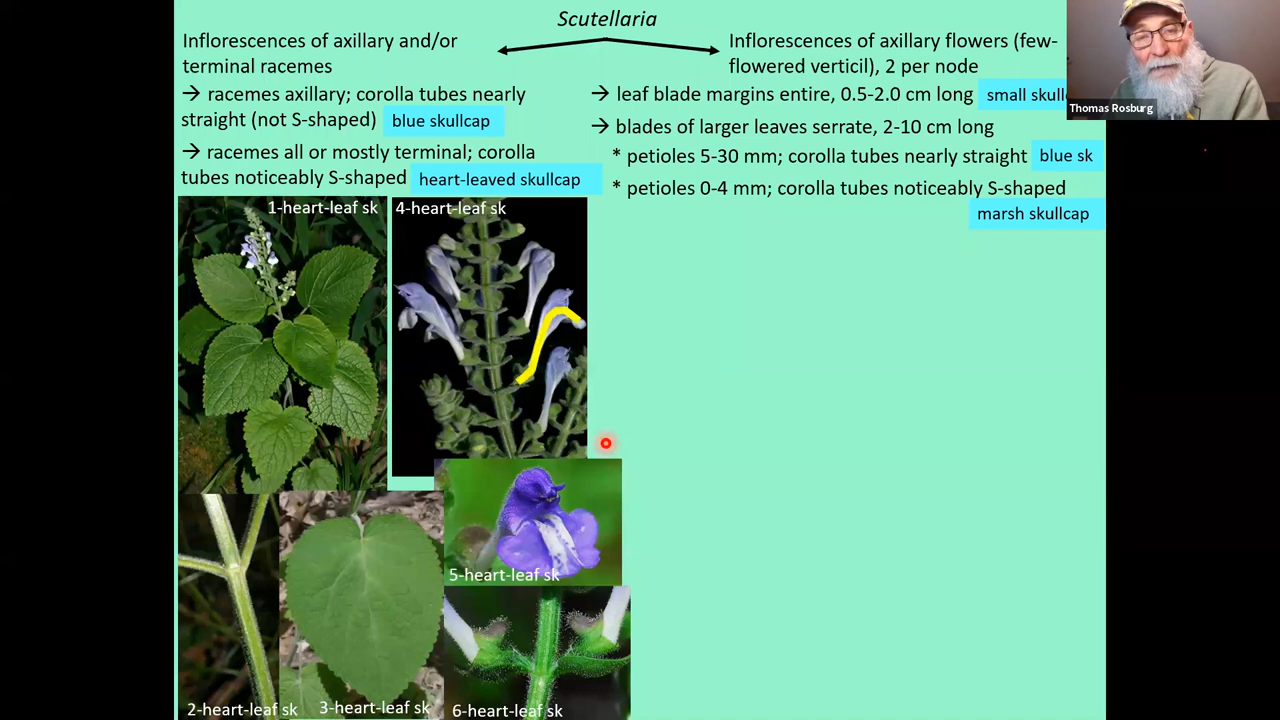 Scutellaria
Inflorescences of axillary and/or
terminal racemes
→ racemes axillary; corolla tubes nearly
straight (not S-shaped) blue skullcap
→ racemes all or mostly terminal; corolla
tubes noticeably S-shaped heart-leaved skullcap
Inflorescences of axillary flowers (few-
flowered verticil), 2 per node
→ leaf blade margins entire, 0.5-2.0 cm long small
→ blades of larger leaves serrate, 2-10 cm long
* petioles 5-30 mm; corolla tubes nearly straight blue sk
* petioles 0-4 mm; corolla tubes noticeably S-shaped
marsh skullcap
Thomas Rosburg
1-heart-leaf sk
4-heart-leaf sk
5-heart-leaf sk
2-heart-leaf sk
3-heart-leaf sk
6-heart-leaf sk